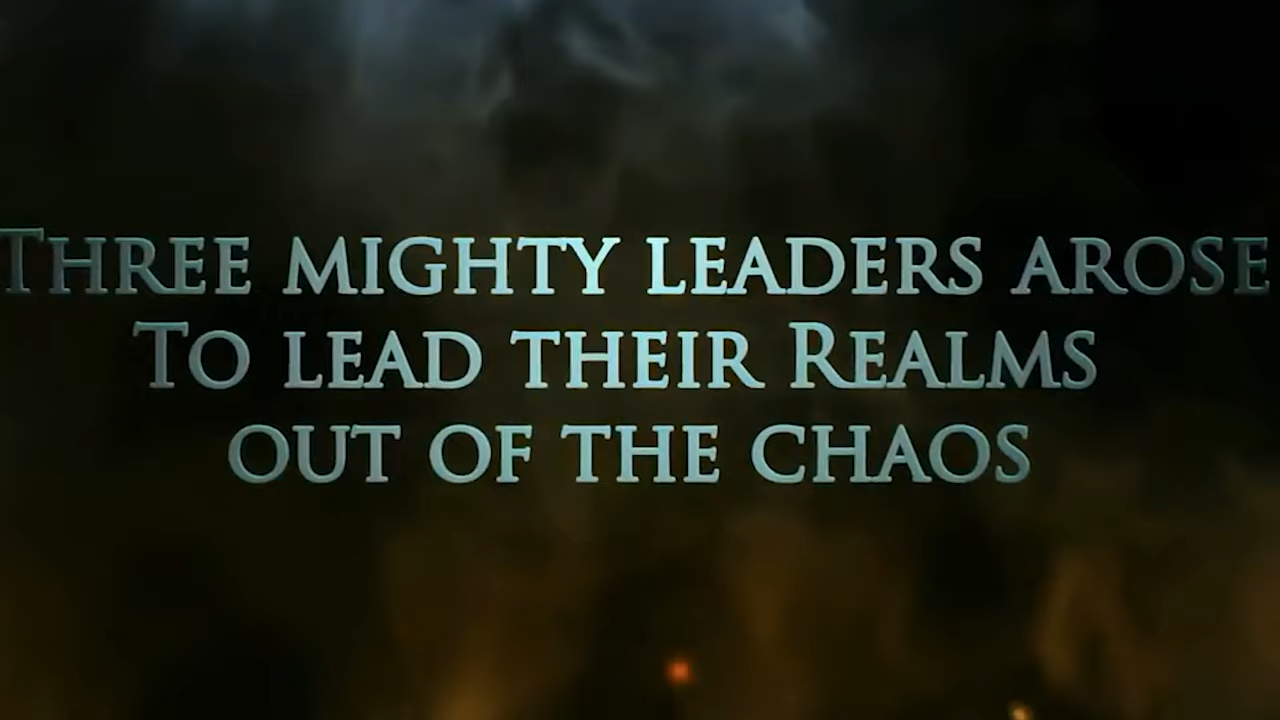 Three mighty leaders arose
To lead their Realms
out of the chaos